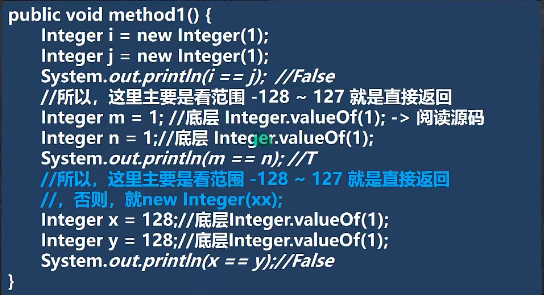 public void method1() {
Integer i = new Integer(1);
Integer j = new Integer(1);
System.out.println(i == j);  //False
//所以，这里主要是看范围 -128 ~ 127 就是直接返回
Integer m = 1; //底层 Integer.valueOf(1); -> 阅读源码
Integer n = 1;//底层 Integer.valueOf(1);
System.out.println(m == n); //T
//所以，这里主要是看范围 -128 ~ 127 就是直接返回
//，否则，就new Integer(xx);
Integer x = 128;//底层Integer.valueOf(1);
Integer y = 128;//底层Integer.valueOf(1);
System.out.println(x == y);//False
}